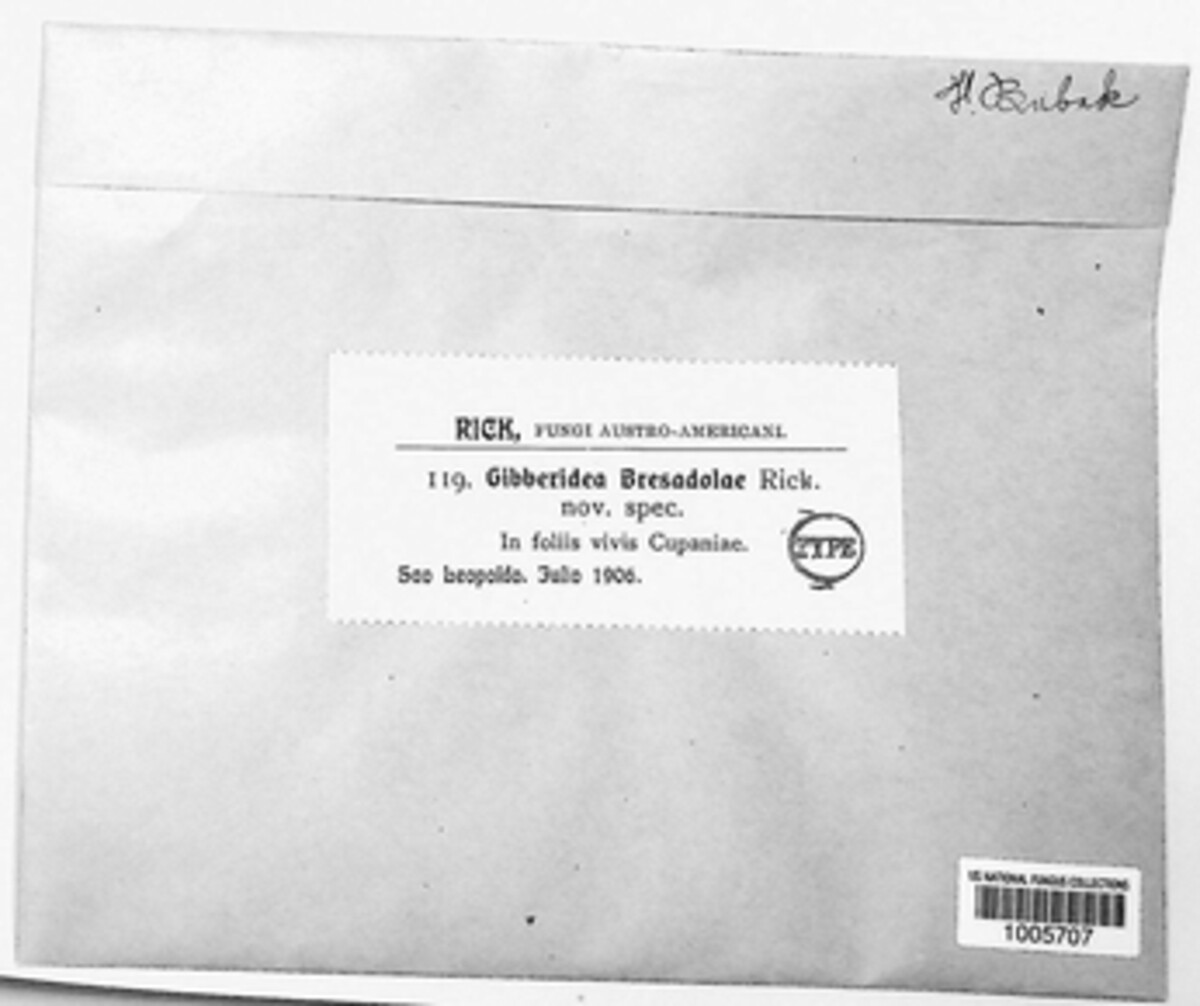 H. Bubak
RICK, FUNGI AUSTRO-AMERICANI.
119. Gibberidea Bresadolae Rick.
nov. spec.
In foliis vivis Cupaniae.
TYPE
Sao Leopoldo. Julio 1906.
US NATIONAL FUNGUS COLLECTIONS
1005707